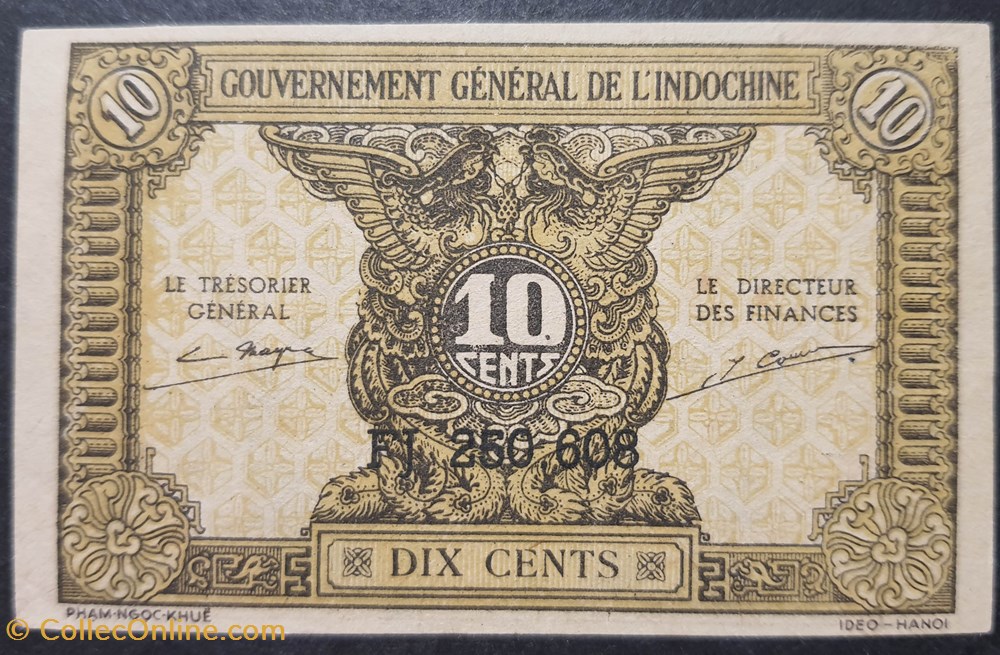 10 GOUVERNEMENT GÉNÉRAL DE L'INDOCHINE 10
LE TRÉSORIER
GÉNÉRAL
10
CENTS
LE DIRECTEUR
DES FINANCES
FJ 250 608
DIX CENTS
PHAM-NGOC-KHUÊ
IDEO-HANOI
© CollecOnline.com